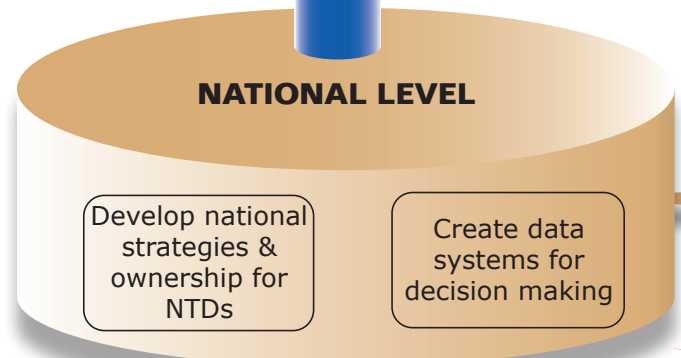 NATIONAL LEVEL
Develop national
strategies &
ownership for
NTDs
Create data
systems for
decision making